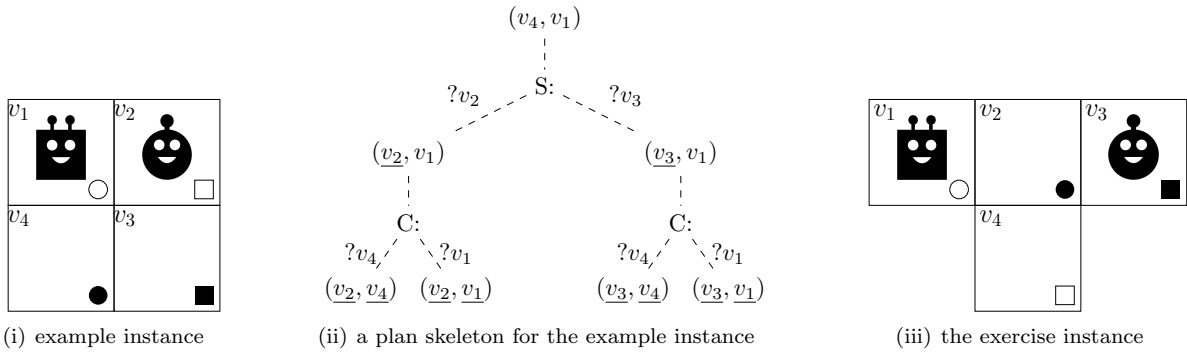 (v₄, v₁)
S:
?v₂ ?v₃
(v₂, v₁) (v₃, v₁)
C: C:
?v₄ ?v₁ ?v₄ ?v₁
(v₂, v₄) (v₂, v₁) (v₃, v₄) (v₃, v₁)
v₁ v₂
v₄ v₃
v₁ v₂ v₃
v₄
(i) example instance
(ii) a plan skeleton for the example instance
(iii) the exercise instance